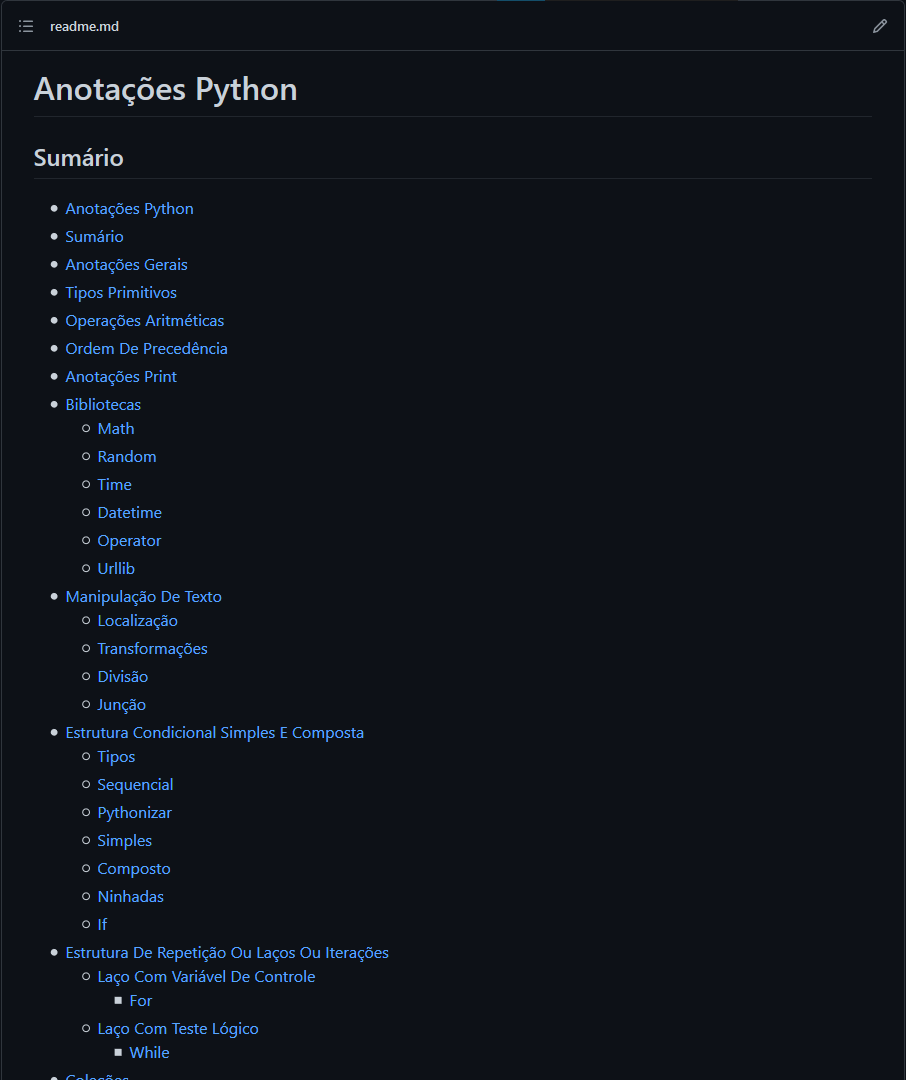 readme.md
Anotações Python
Sumário
Anotações Python
Sumário
Anotações Gerais
Tipos Primitivos
Operações Aritméticas
Ordem De Precedência
Anotações Print
Bibliotecas
Math
Random
Time
Datetime
Operator
Urllib
Manipulação De Texto
Localização
Transformações
Divisão
Junção
Estrutura Condicional Simples E Composta
Tipos
Sequencial
Pythonizar
Simples
Composto
Ninhadas
If
Estrutura De Repetição Ou Laços Ou Iterações
Laço Com Variável De Controle
For
Laço Com Teste Lógico
While
Coleções